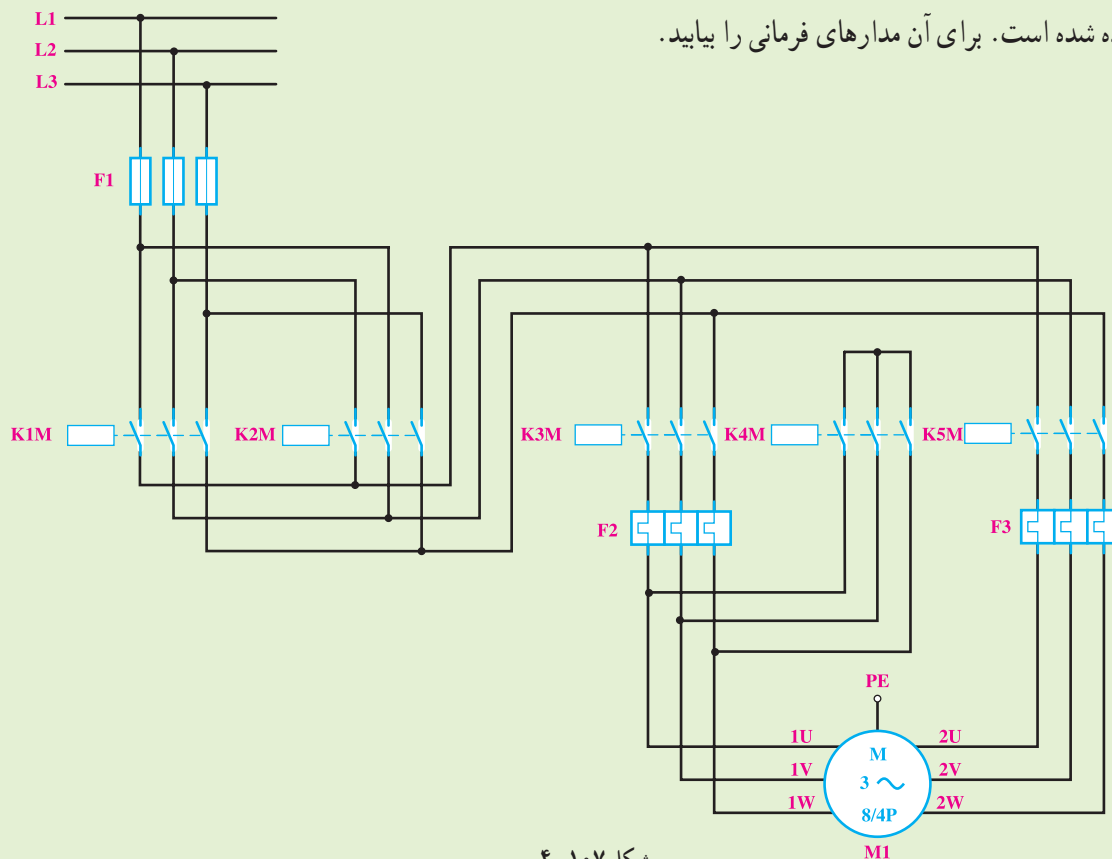 شده است. برای آن مدارهای فرمانی را بیابید.
L1
L2
L3
F1
K1M
K2M
K3M
K4M
K5M
F2
F3
PE
1U
2U
M
1V
2V
3
1W
2W
8/4P
M1